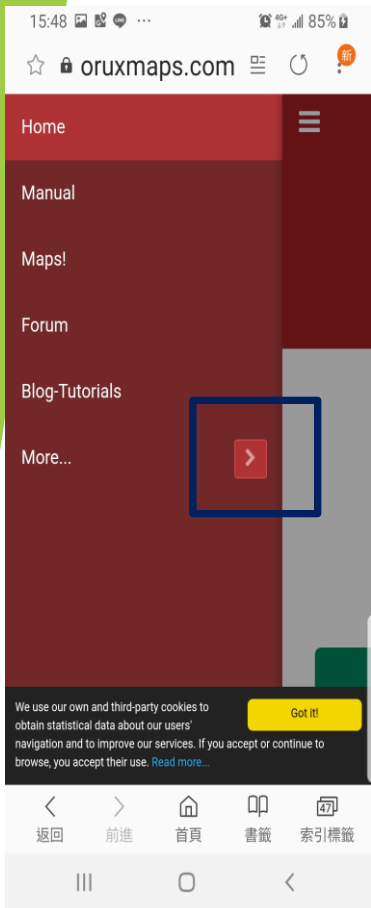 15:48 ... 4G+ 85%
oruxmaps.com 新
Home
Manual
Maps!
Forum
Blog-Tutorials
More...
We use our own and third-party cookies to
obtain statistical data about our users'
navigation and to improve our services. If you accept or continue to
browse, you accept their use. Read more...
Got it!
47
返回 前進 首頁 書籤 索引標籤